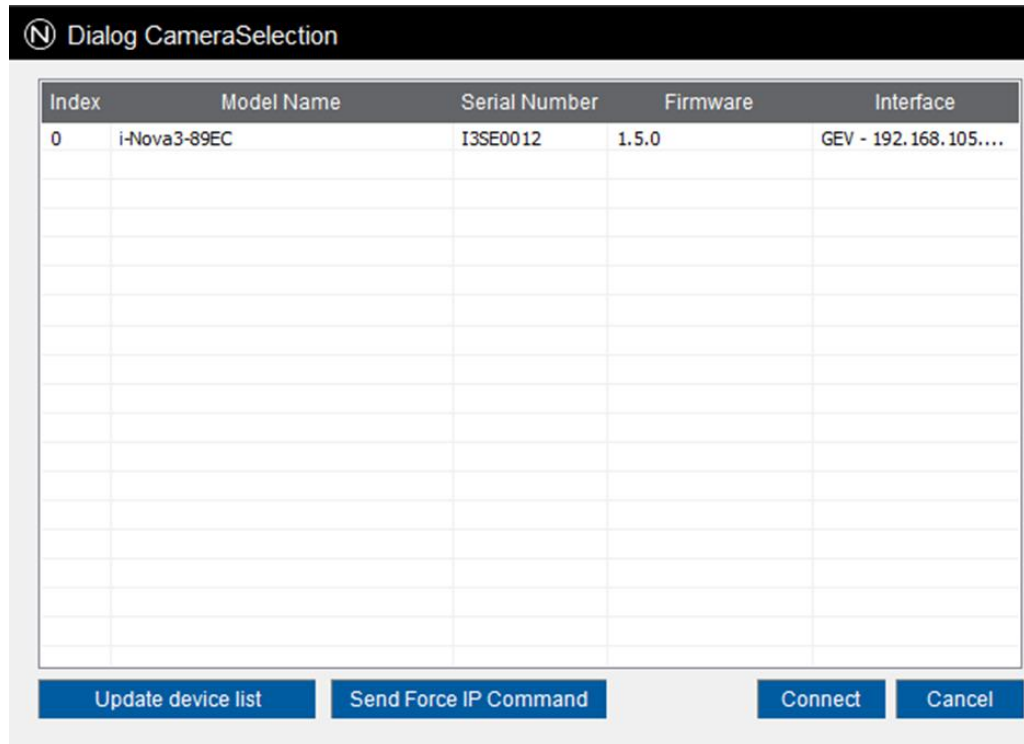 N Dialog CameraSelection
Index Model Name Serial Number Firmware Interface
0 i-Nova3-89EC I3SE0012 1.5.0 GEV - 192.168.105....
Update device list Send Force IP Command Connect Cancel